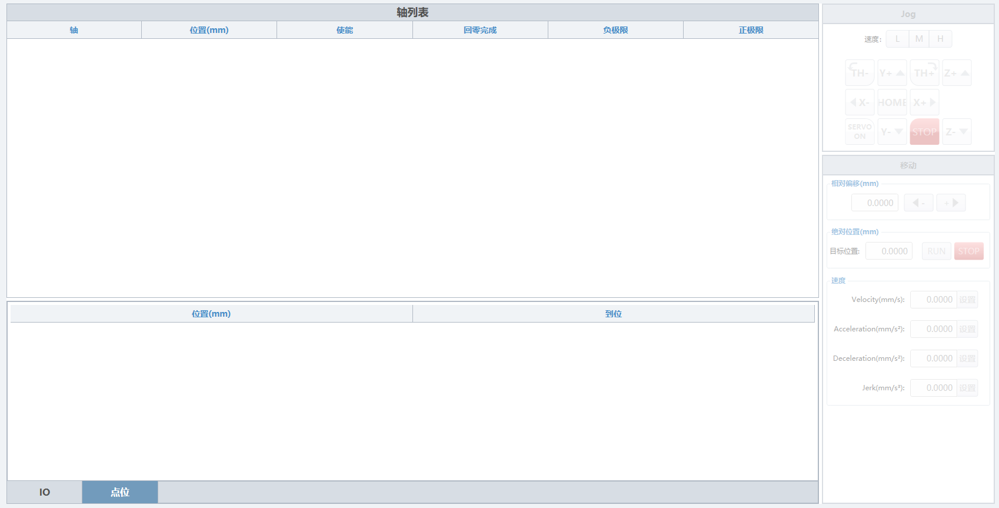 轴列表
轴 位置(mm) 使能 回零完成 负极限 正极限
位置(mm) 到位
IO 点位
Jog
速度: L M H
TH- Y+ TH+ Z+
X- HOME X+
SERVO ON Y- STOP Z-
移动
相对偏移(mm)
0.0000 - +
绝对位置(mm)
目标位置: 0.0000 RUN STOP
速度
Velocity(mm/s): 0.0000 设置
Acceleration(mm/s²): 0.0000 设置
Deceleration(mm/s²): 0.0000 设置
Jerk(mm/s³): 0.0000 设置